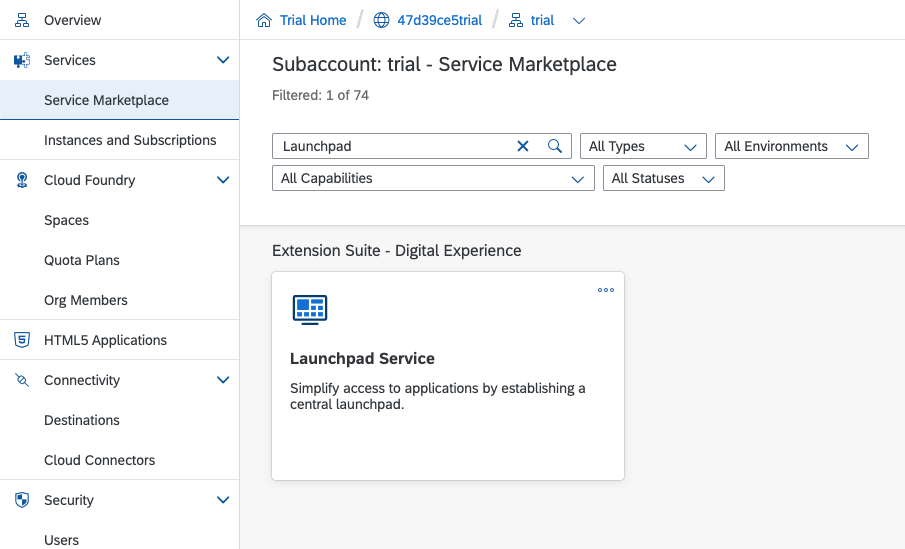 Overview
Services
Service Marketplace
Instances and Subscriptions
Cloud Foundry
Spaces
Quota Plans
Org Members
HTML5 Applications
Connectivity
Destinations
Cloud Connectors
Security
Users
Trial Home / 47d39ce5trial / trial
Subaccount: trial - Service Marketplace
Filtered: 1 of 74
Launchpad All Types All Environments
All Capabilities All Statuses
Extension Suite - Digital Experience
Launchpad Service
Simplify access to applications by establishing a
central launchpad.